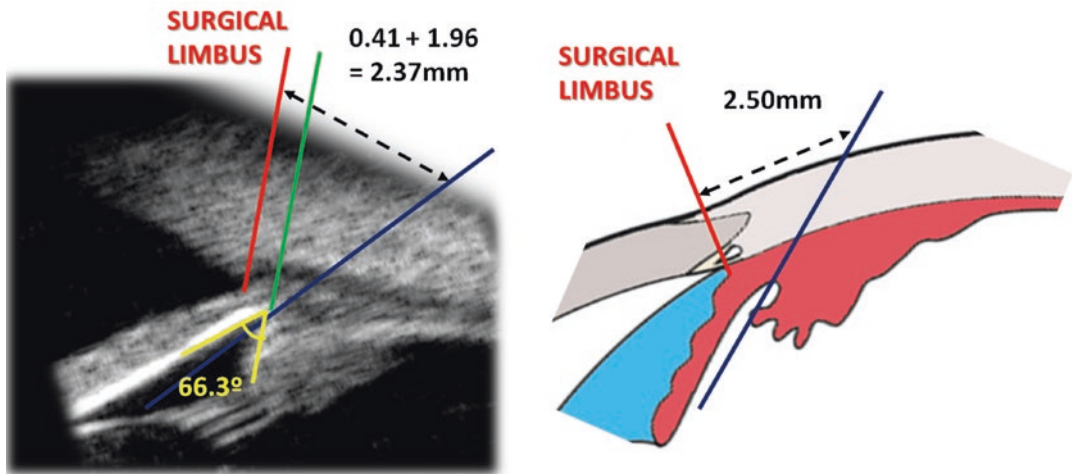 SURGICAL
LIMBUS
0.41 + 1.96
= 2.37mm
66.3º
SURGICAL
LIMBUS
2.50mm